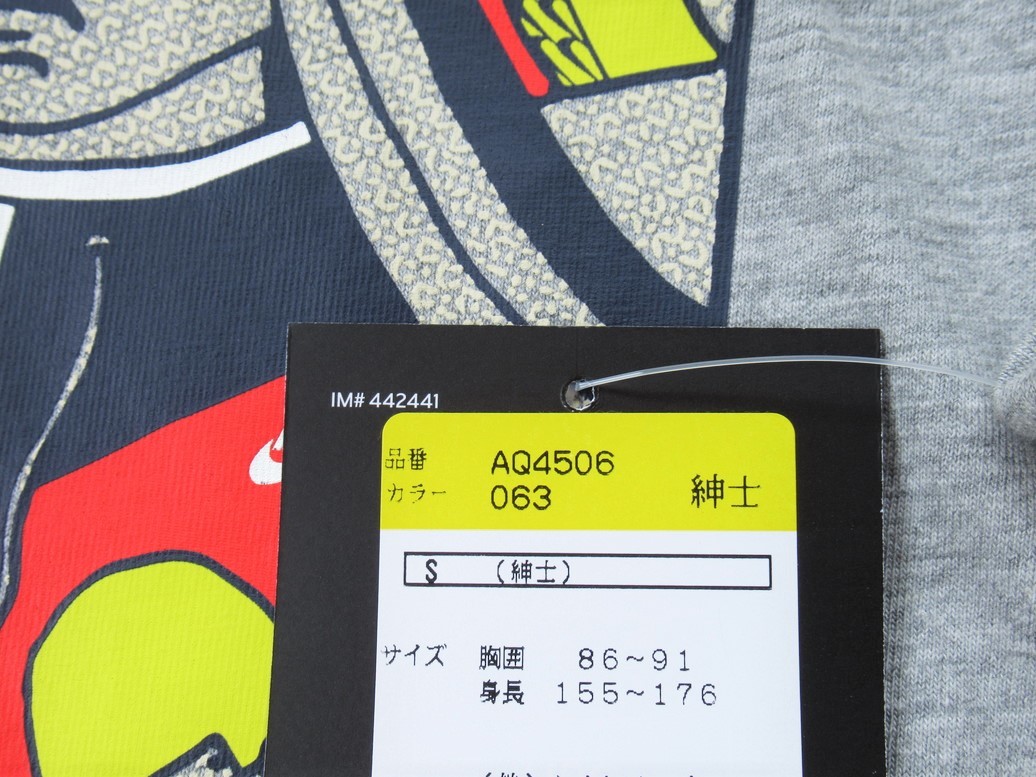 IM# 442441
品番 AQ4506
カラー 063 紳士
S (紳士)
サイズ 胸囲 86~91
身長 155~176